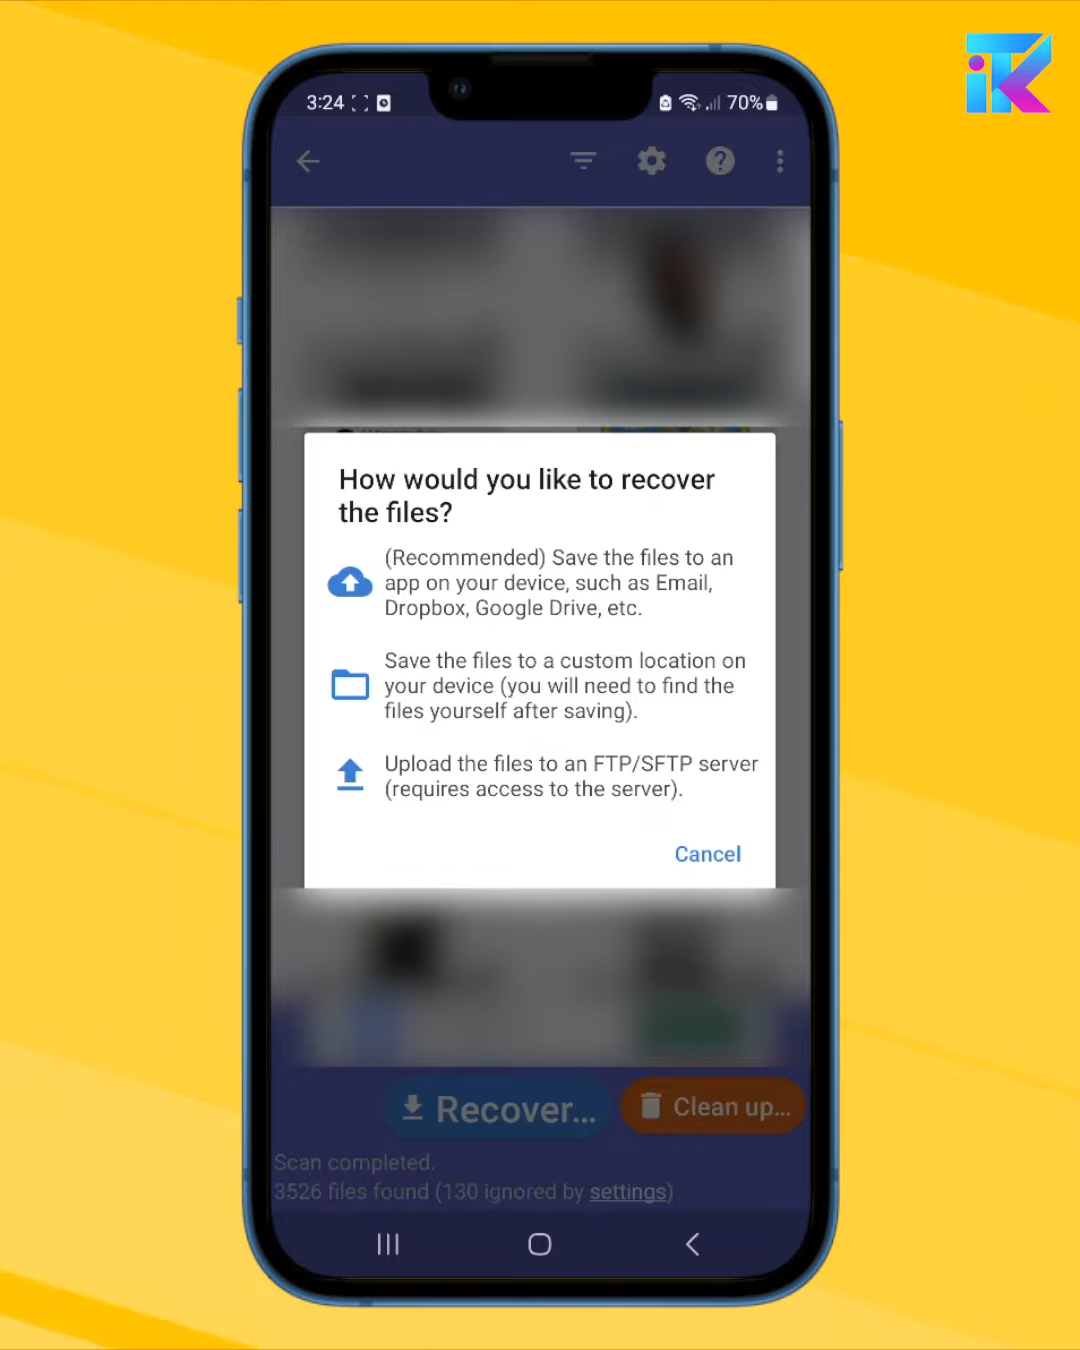 iTK
3:24
70%
How would you like to recover
the files?
(Recommended) Save the files to an
app on your device, such as Email,
Dropbox, Google Drive, etc.
Save the files to a custom location on
your device (you will need to find the
files yourself after saving).
Upload the files to an FTP/SFTP server
(requires access to the server).
Cancel
Recover...
Clean up...
Scan completed.
3526 files found (130 ignored by settings)